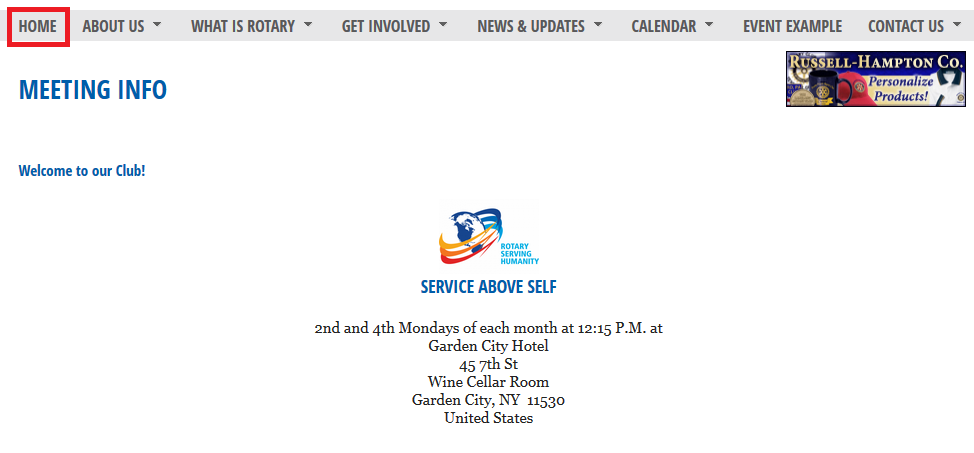 HOME ABOUT US WHAT IS ROTARY GET INVOLVED NEWS & UPDATES CALENDAR EVENT EXAMPLE CONTACT US
MEETING INFO
RUSSELL-HAMPTON CO.
Personalize
Products!
Welcome to our Club!
ROTARY
SERVING
HUMANITY
SERVICE ABOVE SELF
2nd and 4th Mondays of each month at 12:15 P.M. at
Garden City Hotel
45 7th St
Wine Cellar Room
Garden City, NY 11530
United States